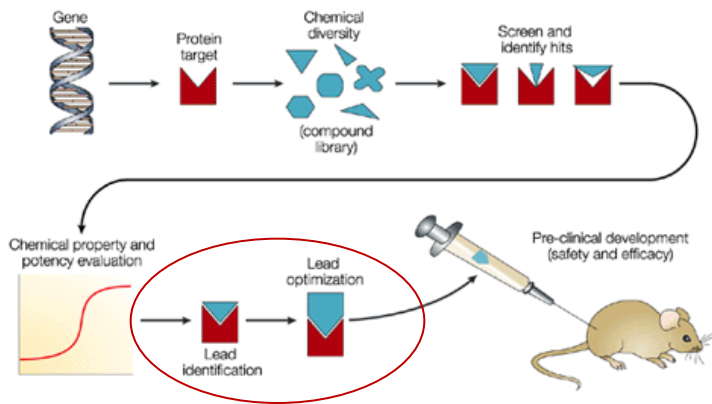 Gene
Protein
target
Chemical
diversity
(compound
library)
Screen and
identify hits
Chemical property and
potency evaluation
Lead
identification
Lead
optimization
Pre-clinical development
(safety and efficacy)